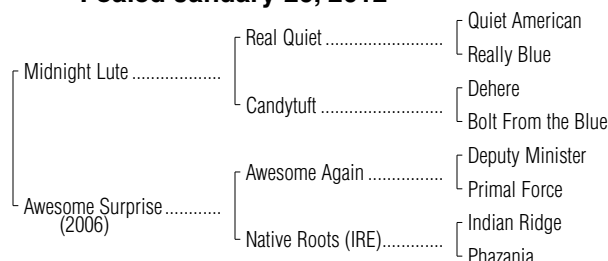 Foaled January 2012
Quiet American
Real Quiet ........................
Really Blue
Midnight Lute ..................
Dehere
Candytuft .........................
Bolt From the Blue
Deputy Minister
Awesome Again ...............
Primal Force
Awesome Surprise ...........
(2006)
Indian Ridge
Native Roots (IRE)............
Phazania